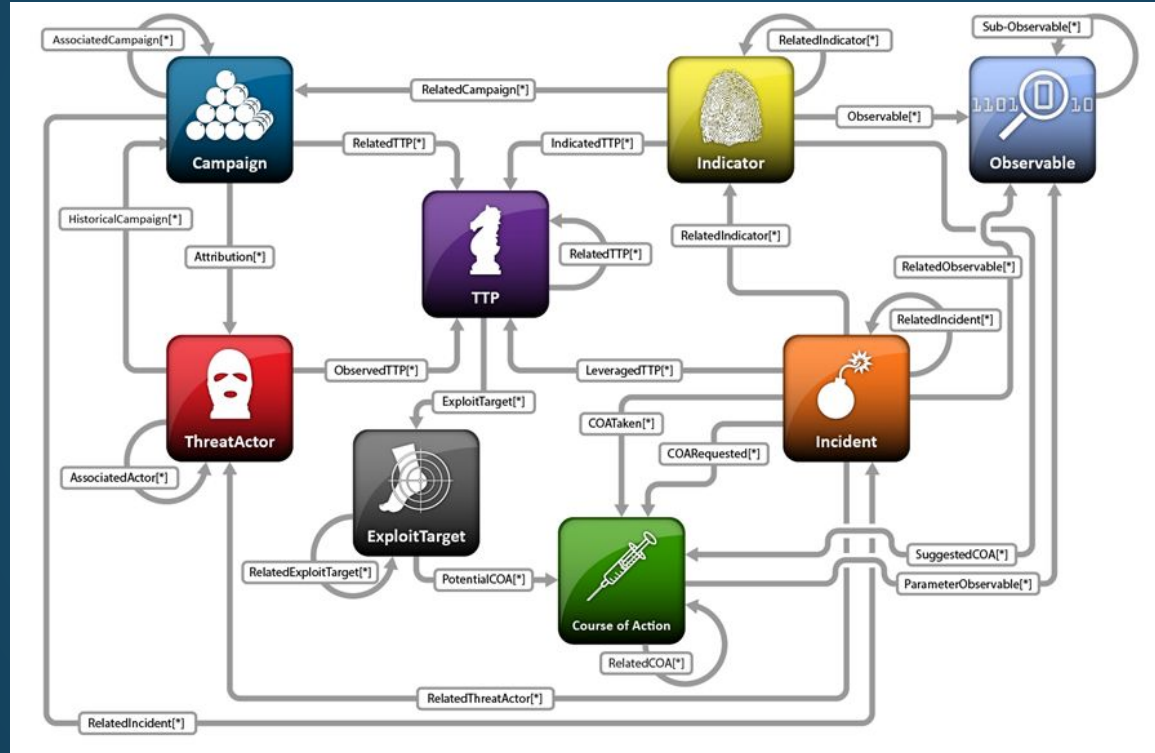 AssociatedCampaign[*]
RelatedIndicator[*]
Sub-Observable[*]
RelatedCampaign[*]
1101 0 10
Observable[*]
RelatedTTP[*]
IndicatedTTP[*]
Campaign
Indicator
Observable
HistoricalCampaign[*]
RelatedIndicator[*]
Attribution[*]
RelatedTTP[*]
RelatedObservable[*]
TTP
RelatedIncident[*]
ObservedTTP[*]
LeveragedTTP[*]
ExploitTarget[*]
COATaken[*]
ThreatActor
Incident
COARequested[*]
AssociatedActor[*]
ExploitTarget
SuggestedCOA[*]
RelatedExploitTarget[*]
PotentialCOA[*]
ParameterObservable[*]
Course of Action
RelatedCOA[*]
RelatedThreatActor[*]
RelatedIncident[*]